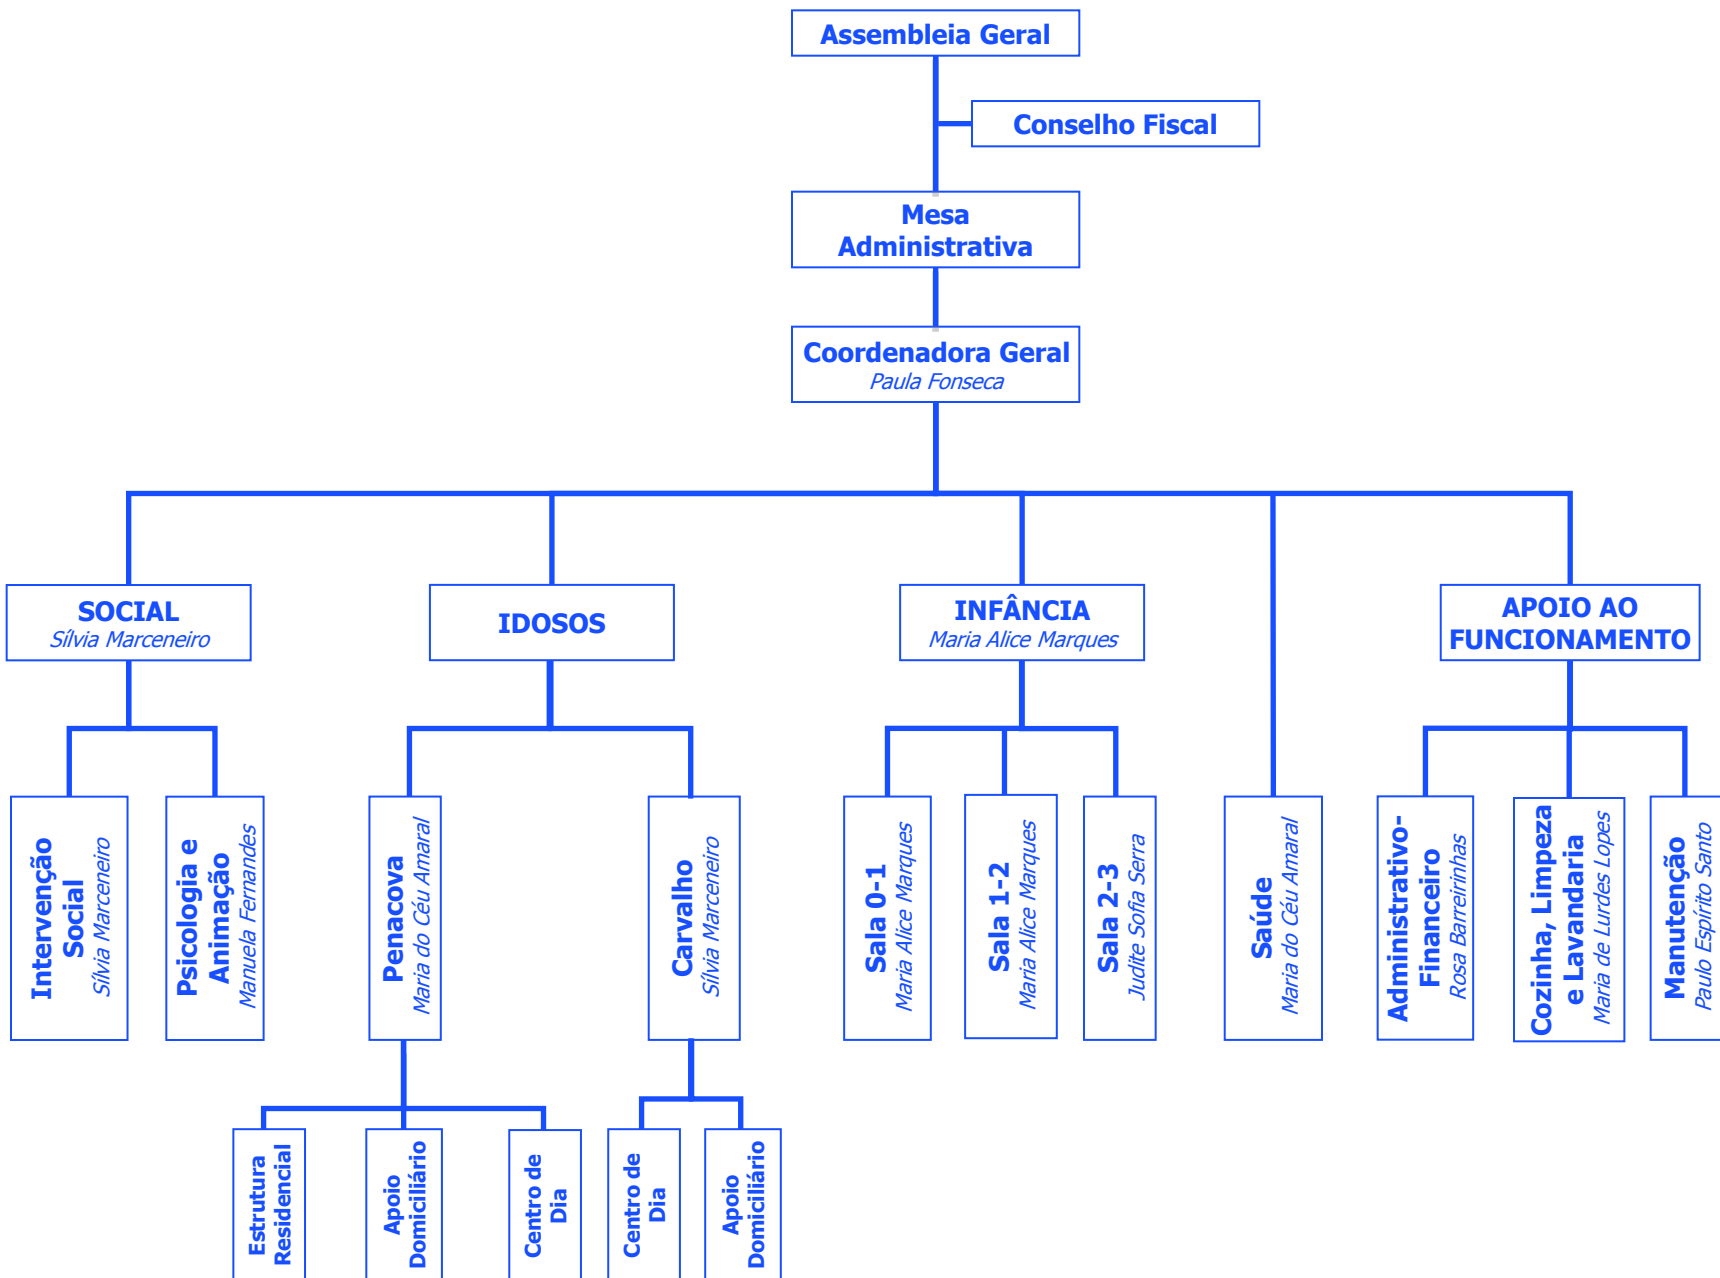 Assembleia Geral
Conselho Fiscal
Mesa
Administrativa
Coordenadora Geral
Paula Fonseca
SOCIAL
Sílvia Marceneiro
IDOSOS
INFÂNCIA
Maria Alice Marques
APOIO AO
FUNCIONAMENTO
Intervenção
Social
Sílvia Marceneiro
Psicologia e
Animação
Manuela Fernandes
Penacova
Maria do Céu Amaral
Carvalho
Sílvia Marceneiro
Sala 0-1
Maria Alice Marques
Sala 1-2
Maria Alice Marques
Sala 2-3
Judite Sofia Serra
Saúde
Maria do Céu Amaral
Administrativo-
Financeiro
Rosa Barreirinhas
Cozinha, Limpeza
e Lavandaria
Maria de Lurdes Lopes
Manutenção
Paulo Espírito Santo
Estrutura
Residencial
Apoio
Domiciliário
Centro de
Dia
Centro de
Dia
Apoio
Domiciliário